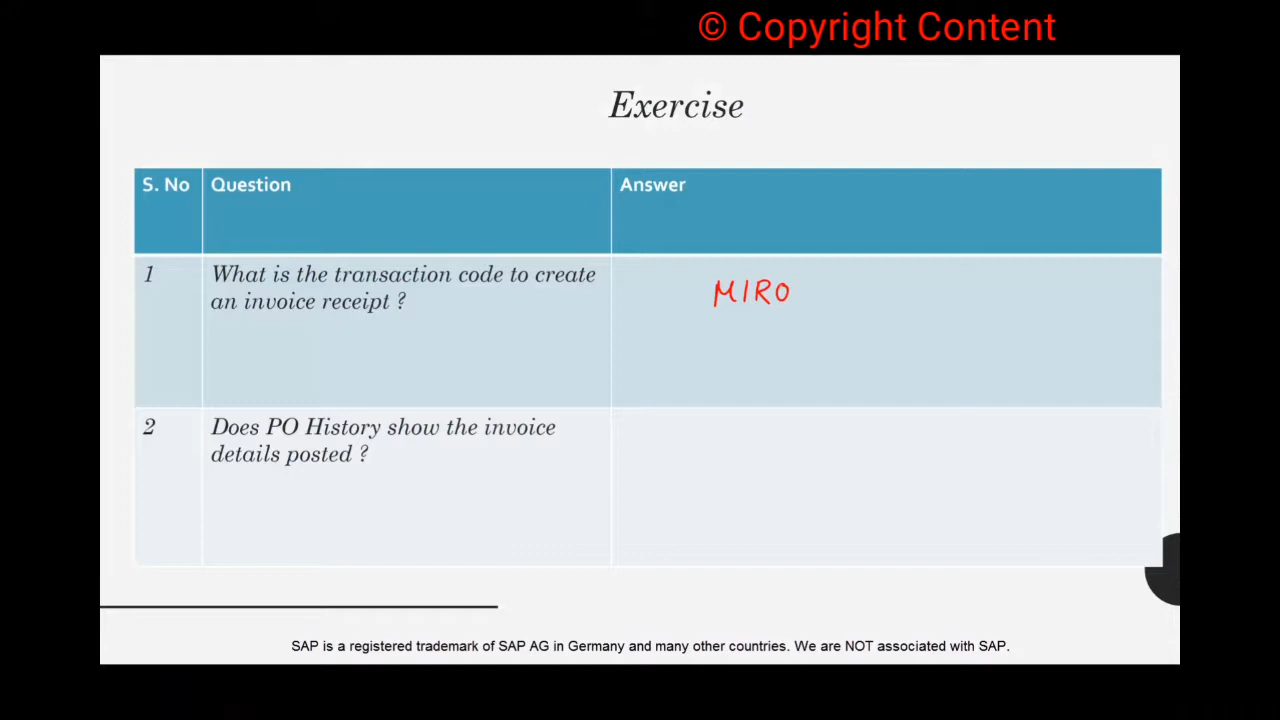 © Copyright Content
Exercise
S. No
Question
Answer
1
What is the transaction code to create
an invoice receipt ?
MIRO
2
Does PO History show the invoice
details posted ?
SAP is a registered trademark of SAP AG in Germany and many other countries. We are NOT associated with SAP.